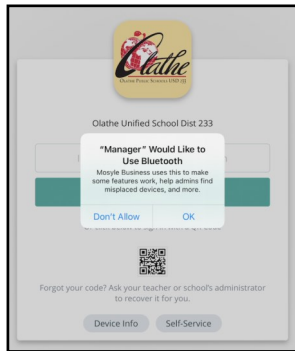 Olathe
Olathe Public Schools USD 233
Olathe Unified School Dist 233
"Manager" Would Like to
Use Bluetooth
Mosyle Business uses this to make
some features work, help admins find
misplaced devices, and more.
Don't Allow
OK
Forgot your code? Ask your teacher or school's administrator
to recover it for you.
Device Info
Self-Service